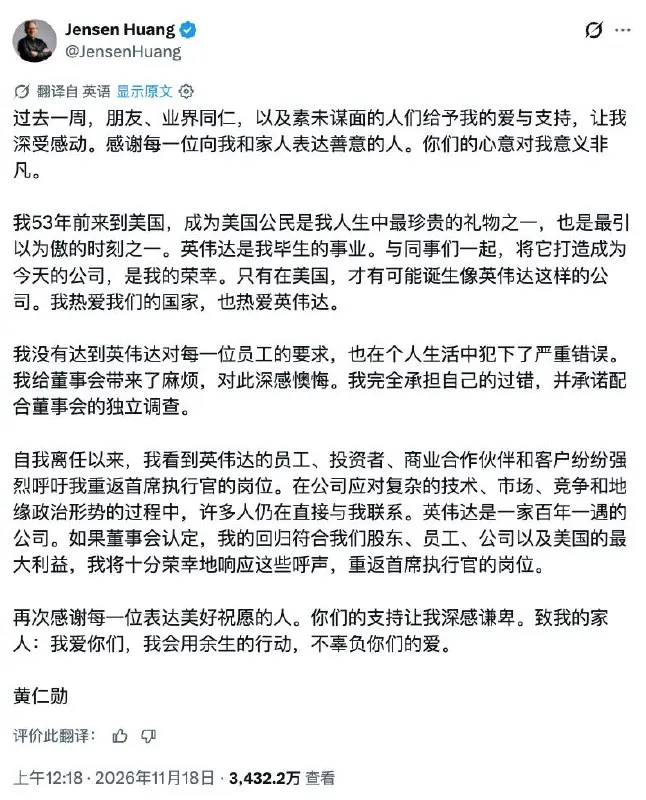 Jensen Huang
@JensenHuang
翻译自 英语 显示原文
过去一周，朋友、业界同仁，以及素未谋面的人们给予我的爱与支持，让我
深受感动。感谢每一位向我和家人表达善意的人。你们的心意对我意义非
凡。
我53年前来到美国，成为美国公民是我人生中最珍贵的礼物之一，也是最引
以为傲的时刻之一。英伟达是我毕生的事业。与同事们一起，将它打造成为
今天的公司，是我的荣幸。只有在美国，才有可能诞生像英伟达这样的公
司。我热爱我们的国家，也热爱英伟达。
我没有达到英伟达对每一位员工的要求，也在个人生活中犯下了严重错误。
我给董事会带来了麻烦，对此深感懊悔。我完全承担自己的过错，并承诺配
合董事会的独立调查。
自我离任以来，我看到英伟达的员工、投资者、商业合作伙伴和客户纷纷强
烈呼吁我重返首席执行官的岗位。在公司应对复杂的技术、市场、竞争和地
缘政治形势的过程中，许多人仍在直接与我联系。英伟达是一家百年一遇的
公司。如果董事会认定，我的回归符合我们股东、员工、公司以及美国的最
大利益，我将十分荣幸地响应这些呼声，重返首席执行官的岗位。
再次感谢每一位表达美好祝愿的人。你们的支持让我深感谦卑。致我的家
人：我爱你们，我会用余生的行动，不辜负你们的爱。
黄仁勋
评价此翻译：
上午12:18 · 2026年11月18日 · 3,432.2万 查看